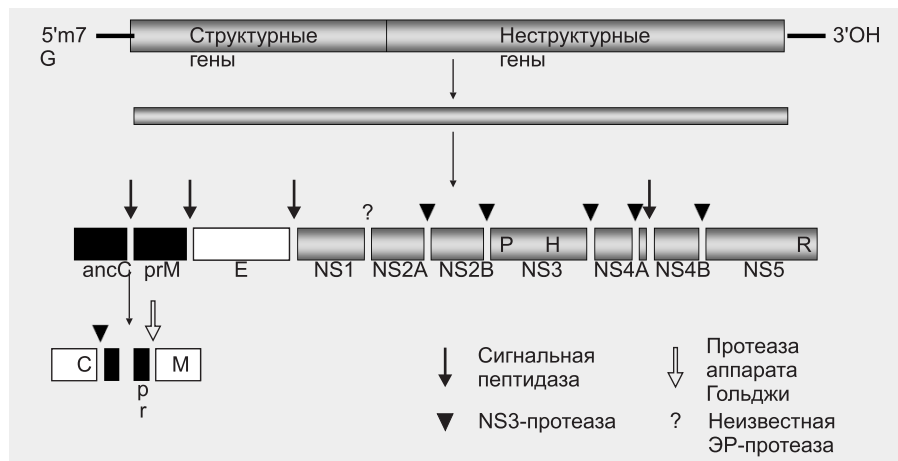 5'm7
G
Структурные
гены
Неструктурные
гены
3'OH
?
P H
R
ancC prM E NS1 NS2A NS2B NS3 NS4A NS4B NS5
C
M
p
r
Сигнальная
пептидаза
NS3-протеаза
Протеаза
аппарата
Гольджи
? Неизвестная
ЭР-протеаза